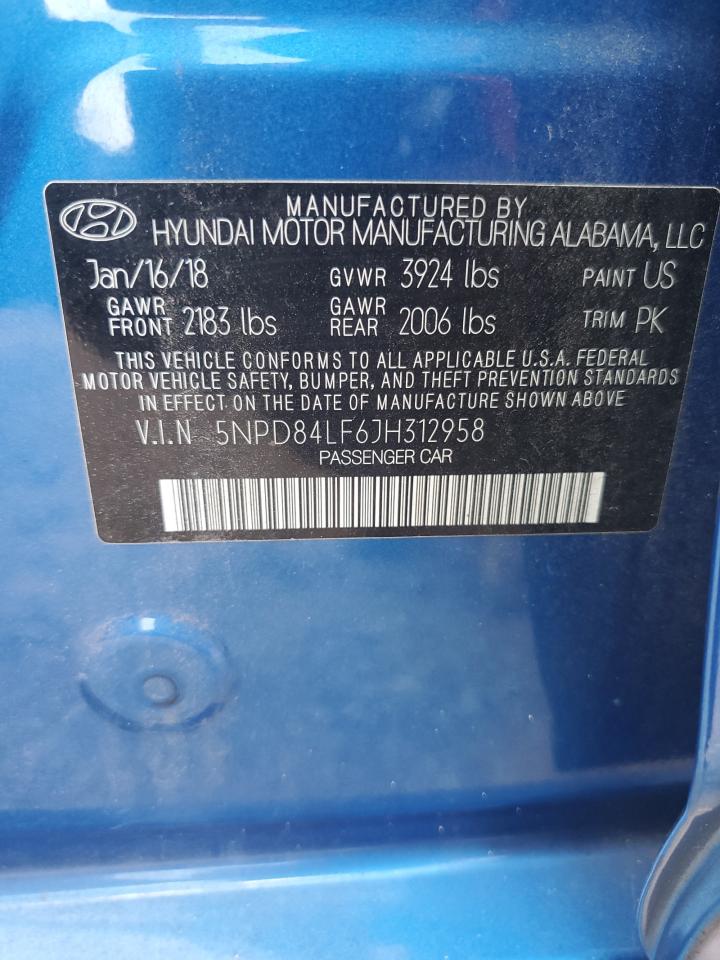 MANUFACTURED BY
HYUNDAI MOTOR MANUFACTURING ALABAMA, LLC
Jan/16/18 GVWR 3924 lbs PAINT US
GAWR FRONT 2183 lbs GAWR REAR 2006 lbs TRIM PK
THIS VEHICLE CONFORMS TO ALL APPLICABLE U.S.A. FEDERAL
MOTOR VEHICLE SAFETY, BUMPER, AND THEFT PREVENTION STANDARDS
IN EFFECT ON THE DATE OF MANUFACTURE SHOWN ABOVE
V.I.N 5NPD84LF6JH312958
PASSENGER CAR